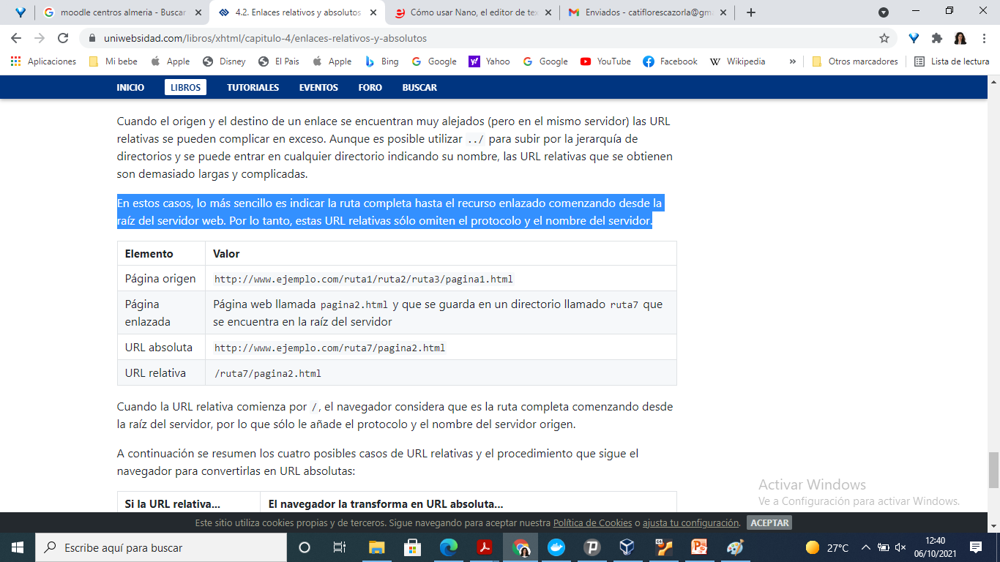 moodle centros almeria - Buscar
4.2. Enlaces relativos y absolutos
Cómo usar Nano, el editor de tex
Enviados - catiflorescazorla@gma
uniwebsidad.com/libros/xhtml/capitulo-4/enlaces-relativos-y-absolutos
Aplicaciones Mi bebe Apple Disney El Pais Apple Bing Google Yahoo Google YouTube Facebook Wikipedia » Otros marcadores Lista de lectura
INICIO LIBROS TUTORIALES EVENTOS FORO BUSCAR
Cuando el origen y el destino de un enlace se encuentran muy alejados (pero en el mismo servidor) las URL
relativas se pueden complicar en exceso. Aunque es posible utilizar ../ para subir por la jerarquía de
directorios y se puede entrar en cualquier directorio indicando su nombre, las URL relativas que se obtienen
son demasiado largas y complicadas.
En estos casos, lo más sencillo es indicar la ruta completa hasta el recurso enlazado comenzando desde la
raíz del servidor web. Por lo tanto, estas URL relativas sólo omiten el protocolo y el nombre del servidor.
Elemento Valor
Página origen http://www.ejemplo.com/ruta1/ruta2/ruta3/pagina1.html
Página enlazada Página web llamada pagina2.html y que se guarda en un directorio llamado ruta7 que
se encuentra en la raíz del servidor
URL absoluta http://www.ejemplo.com/ruta7/pagina2.html
URL relativa /ruta7/pagina2.html
Cuando la URL relativa comienza por /, el navegador considera que es la ruta completa comenzando desde
la raíz del servidor, por lo que sólo le añade el protocolo y el nombre del servidor origen.
A continuación se resumen los cuatro posibles casos de URL relativas y el procedimiento que sigue el
navegador para convertirlas en URL absolutas:
Si la URL relativa... El navegador la transforma en URL absoluta...
Activar Windows
Ve a Configuración para activar Windows.
Este sitio utiliza cookies propias y de terceros. Sigue navegando para aceptar nuestra Política de Cookies o ajusta tu configuración. ACEPTAR
Escribe aquí para buscar
27°C
12:40
06/10/2021